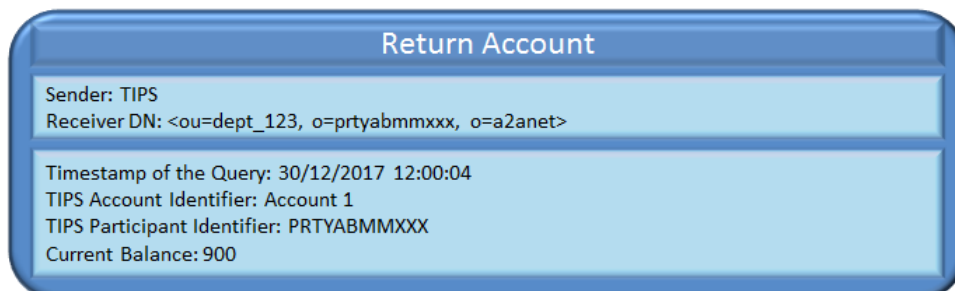 Return Account
Sender: TIPS
Receiver DN: <ou=dept_123, o=prtyabmmxxx, o=a2anet>
Timestamp of the Query: 30/12/2017 12:00:04
TIPS Account Identifier: Account 1
TIPS Participant Identifier: PRTYABMMXXX
Current Balance: 900